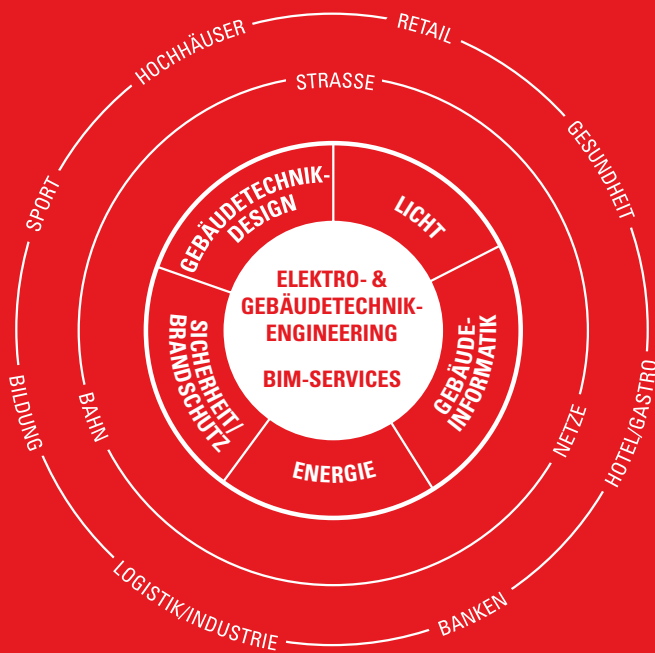 HOCHHÄUSER
RETAIL
GESUNDHEIT
HOTEL/GASTRO
BANKEN
LOGISTIK/INDUSTRIE
BILDUNG
SPORT
STRASSE
NETZE
BAHN
GEBÄUDETECHNIK-
DESIGN
LICHT
GEBÄUDE-
INFORMATIK
ENERGIE
SICHERHEIT/
BRANDSCHUTZ
ELEKTRO- &
GEBÄUDETECHNIK-
ENGINEERING
BIM-SERVICES